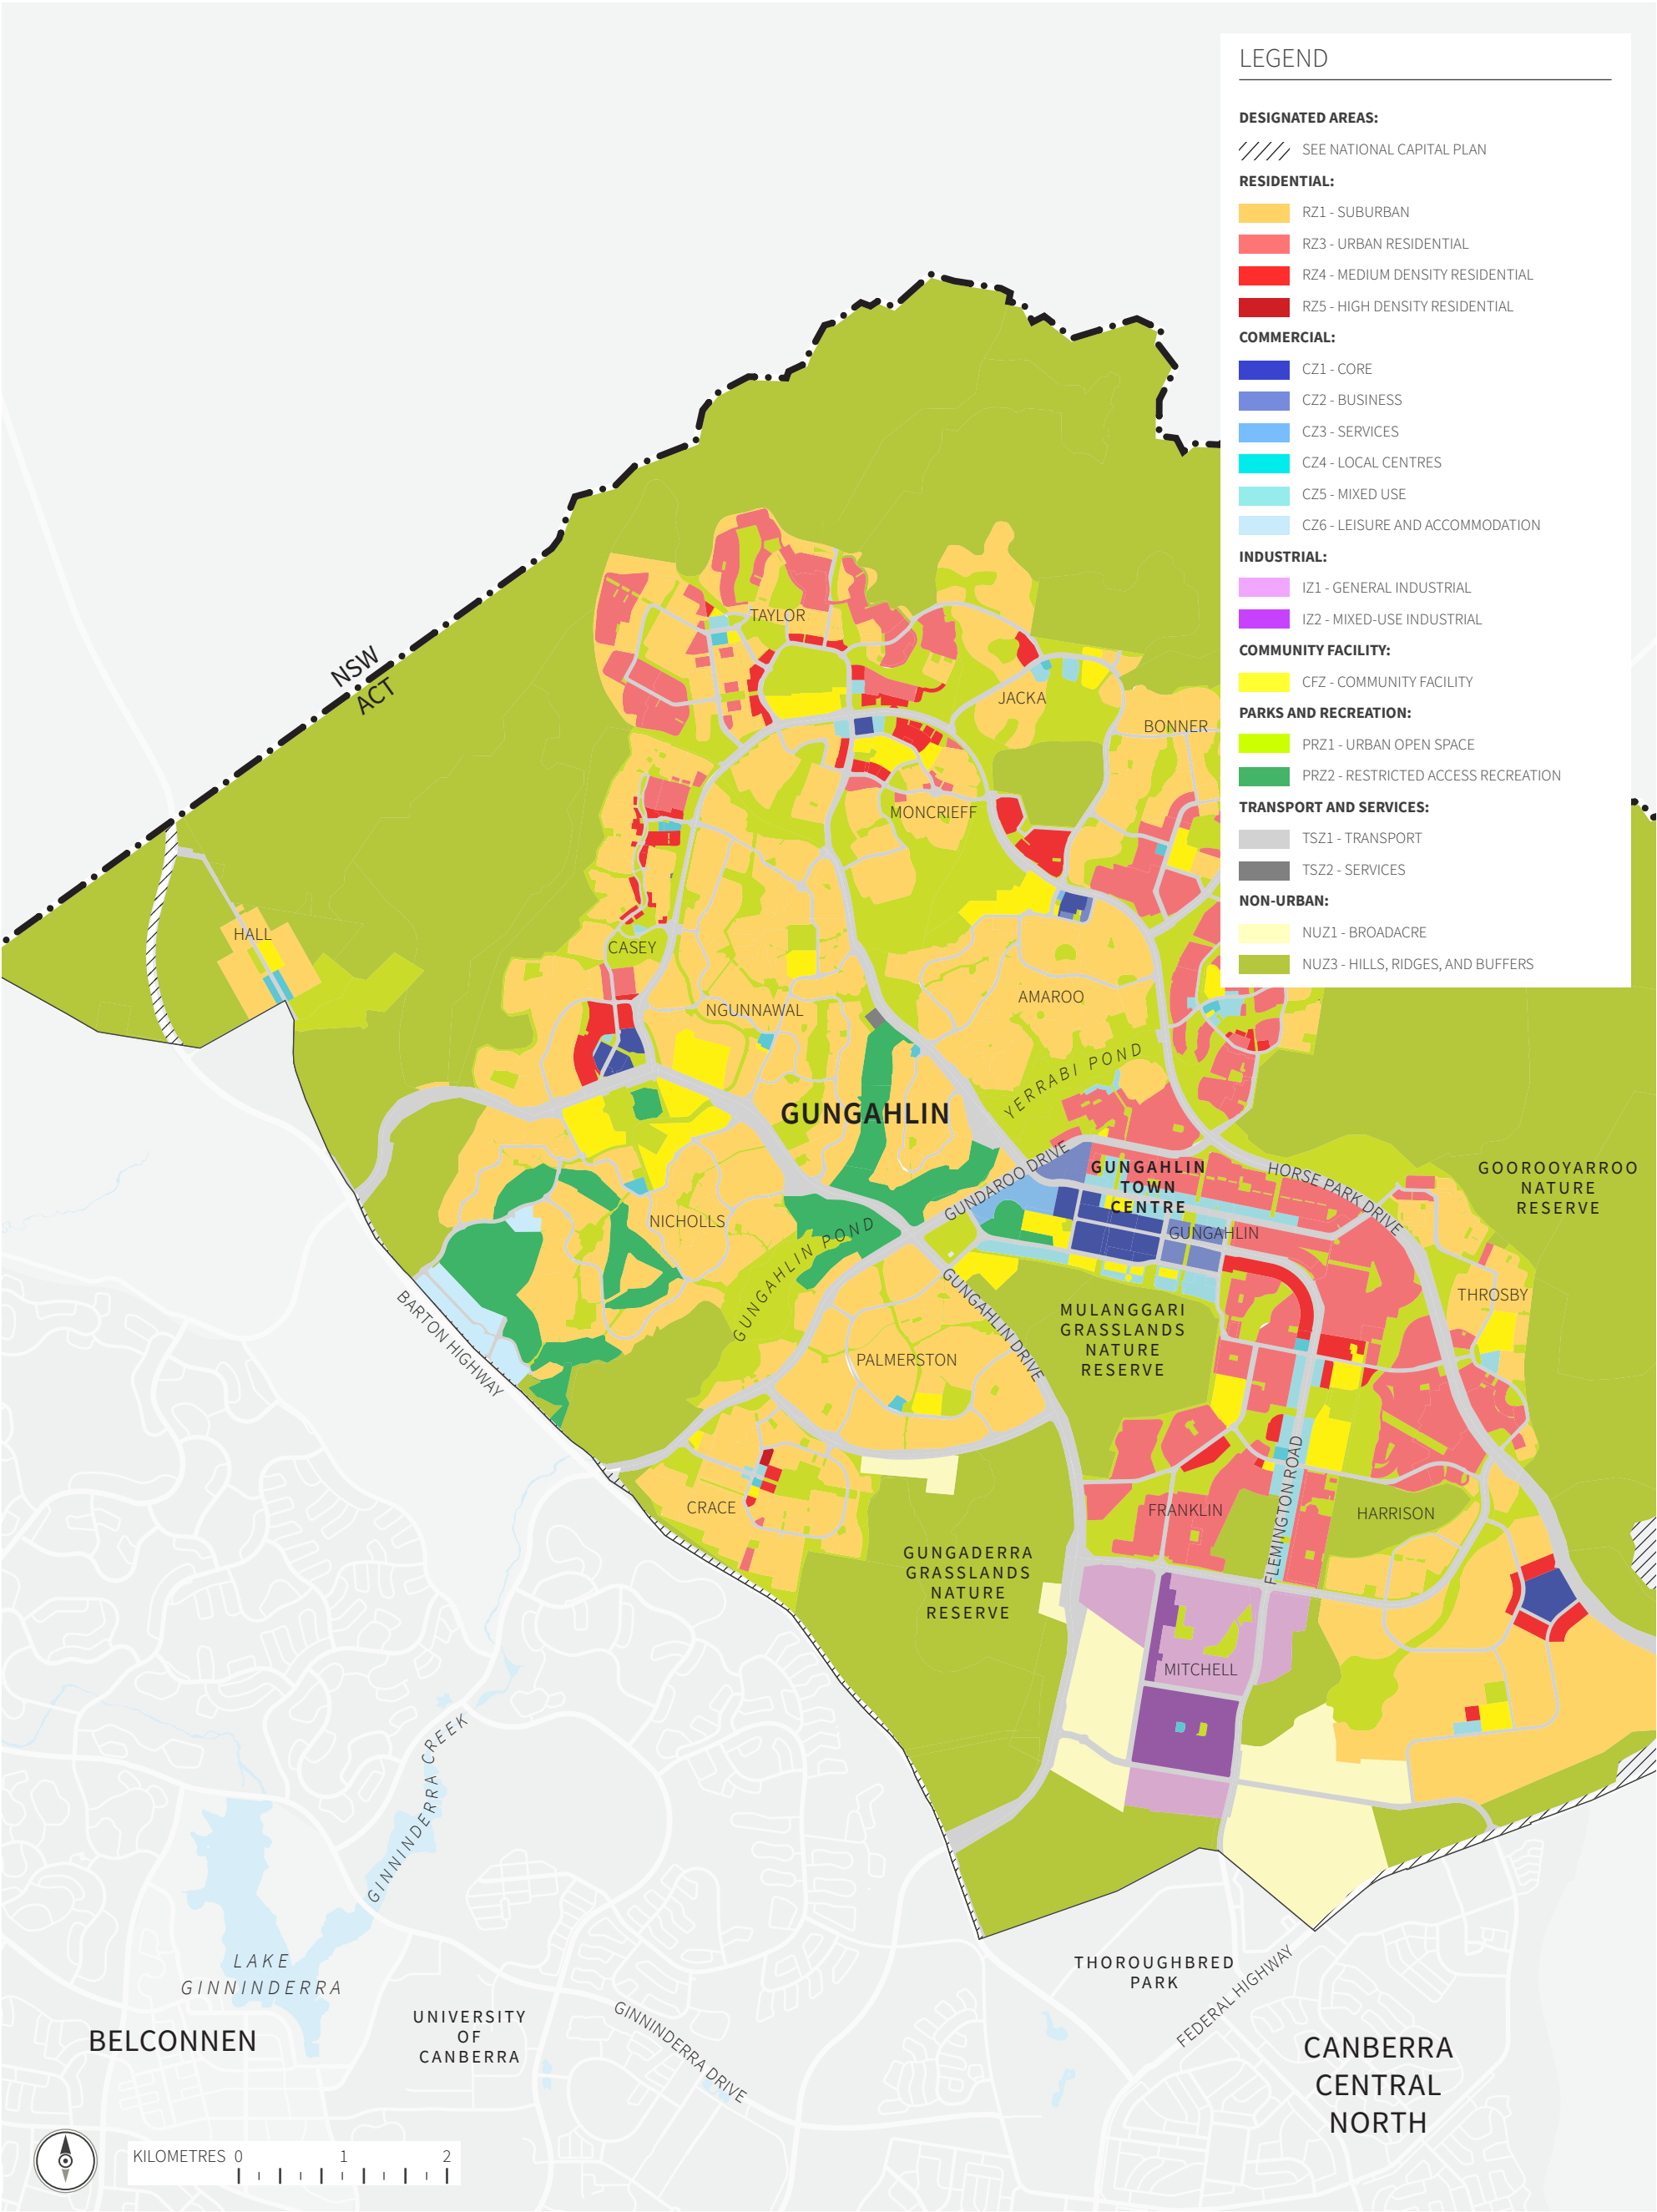 LEGEND
DESIGNATED AREAS:
SEE NATIONAL CAPITAL PLAN
RESIDENTIAL:
RZ1 - SUBURBAN
RZ3 - URBAN RESIDENTIAL
RZ4 - MEDIUM DENSITY RESIDENTIAL
RZ5 - HIGH DENSITY RESIDENTIAL
COMMERCIAL:
CZ1 - CORE
CZ2 - BUSINESS
CZ3 - SERVICES
CZ4 - LOCAL CENTRES
CZ5 - MIXED USE
CZ6 - LEISURE AND ACCOMMODATION
INDUSTRIAL:
IZ1 - GENERAL INDUSTRIAL
IZ2 - MIXED-USE INDUSTRIAL
COMMUNITY FACILITY:
CFZ - COMMUNITY FACILITY
PARKS AND RECREATION:
PRZ1 - URBAN OPEN SPACE
PRZ2 - RESTRICTED ACCESS RECREATION
TRANSPORT AND SERVICES:
TSZ1 - TRANSPORT
TSZ2 - SERVICES
NON-URBAN:
NUZ1 - BROADACRE
NUZ3 - HILLS, RIDGES, AND BUFFERS
TAYLOR
NSW
ACT
JACKA
BONNER
MONCRIEFF
HALL
CASEY
AMAROO
NGUNNAWAL
YERRABI POND
GUNGAHLIN
GUNDAROO DRIVE
GUNGAHLIN
TOWN
CENTRE
HORSE PARK DRIVE
GOOROOYARROO
NATURE
RESERVE
NICHOLLS
GUNGAHLIN
GUNGAHLIN POND
BARTON HIGHWAY
GUNGAHLIN DRIVE
MULANGGARI
GRASSLANDS
NATURE
RESERVE
THROSBY
PALMERSTON
CRACE
FRANKLIN
FLEMINGTON ROAD
HARRISON
GUNGADERRA
GRASSLANDS
NATURE
RESERVE
MITCHELL
GINNINDERRA CREEK
LAKE
GINNINDERRA
THOROUGHBRED
PARK
FEDERAL HIGHWAY
BELCONNEN
UNIVERSITY
OF
CANBERRA
GINNINDERRA DRIVE
CANBERRA
CENTRAL
NORTH
KILOMETRES 0 1 2